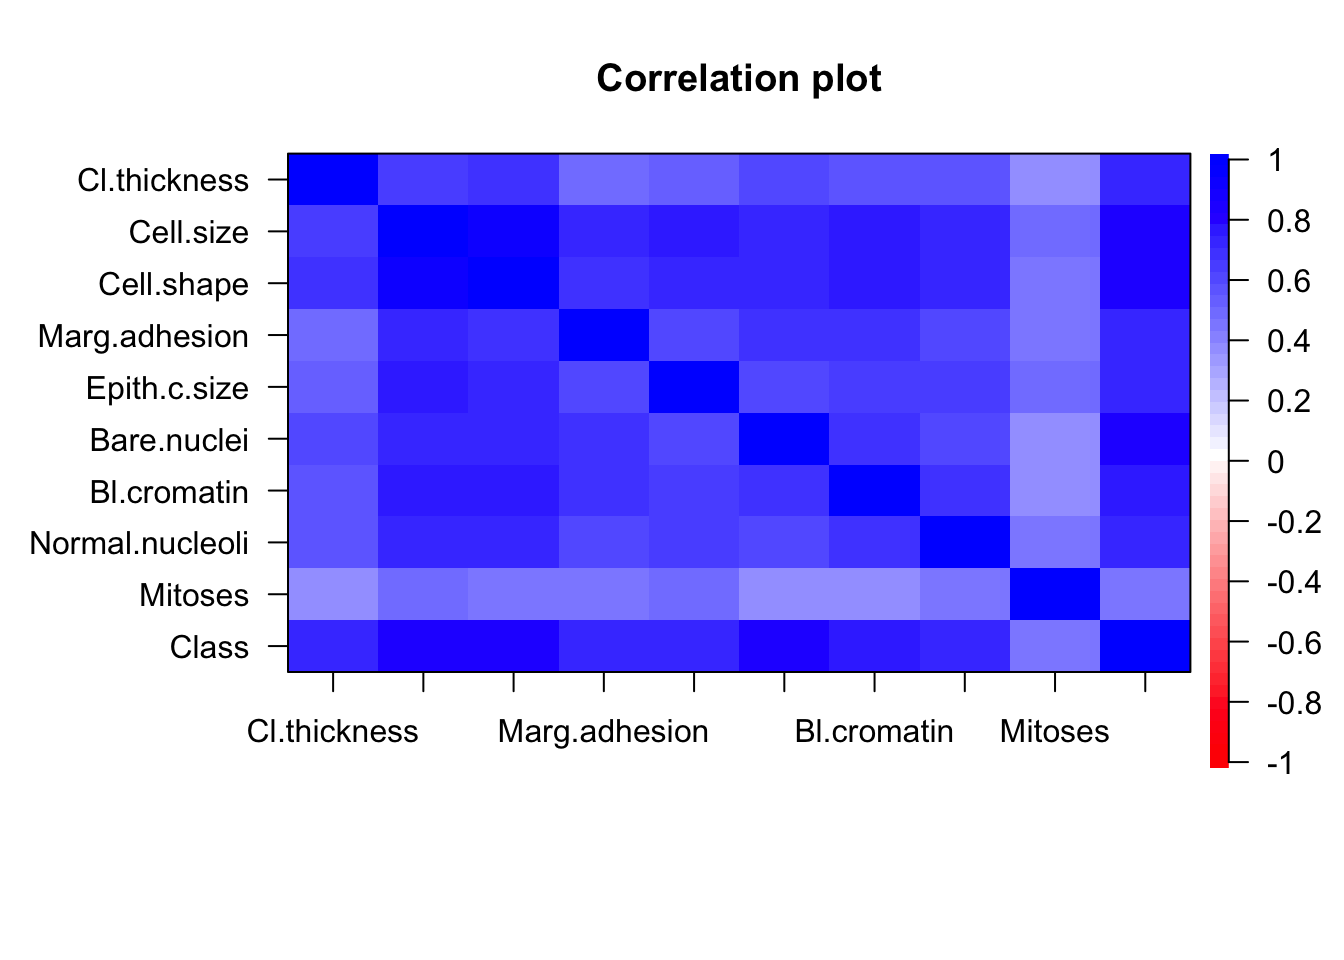 Correlation plot
Cl.thickness
Cell.size
Cell.shape
Marg.adhesion
Epith.c.size
Bare.nuclei
Bl.cromatin
Normal.nucleoli
Mitoses
Class
Cl.thickness Marg.adhesion Bl.cromatin Mitoses
1
0.8
0.6
0.4
0.2
0
-0.2
-0.4
-0.6
-0.8
-1